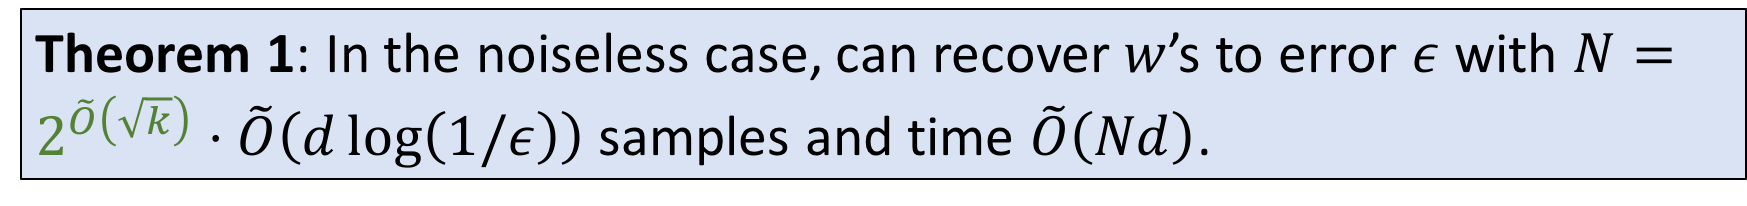 Theorem 1: In the noiseless case, can recover w's to error ϵ with N =
2^{Õ(√k)} · Õ(d log(1/ϵ)) samples and time Õ(Nd).